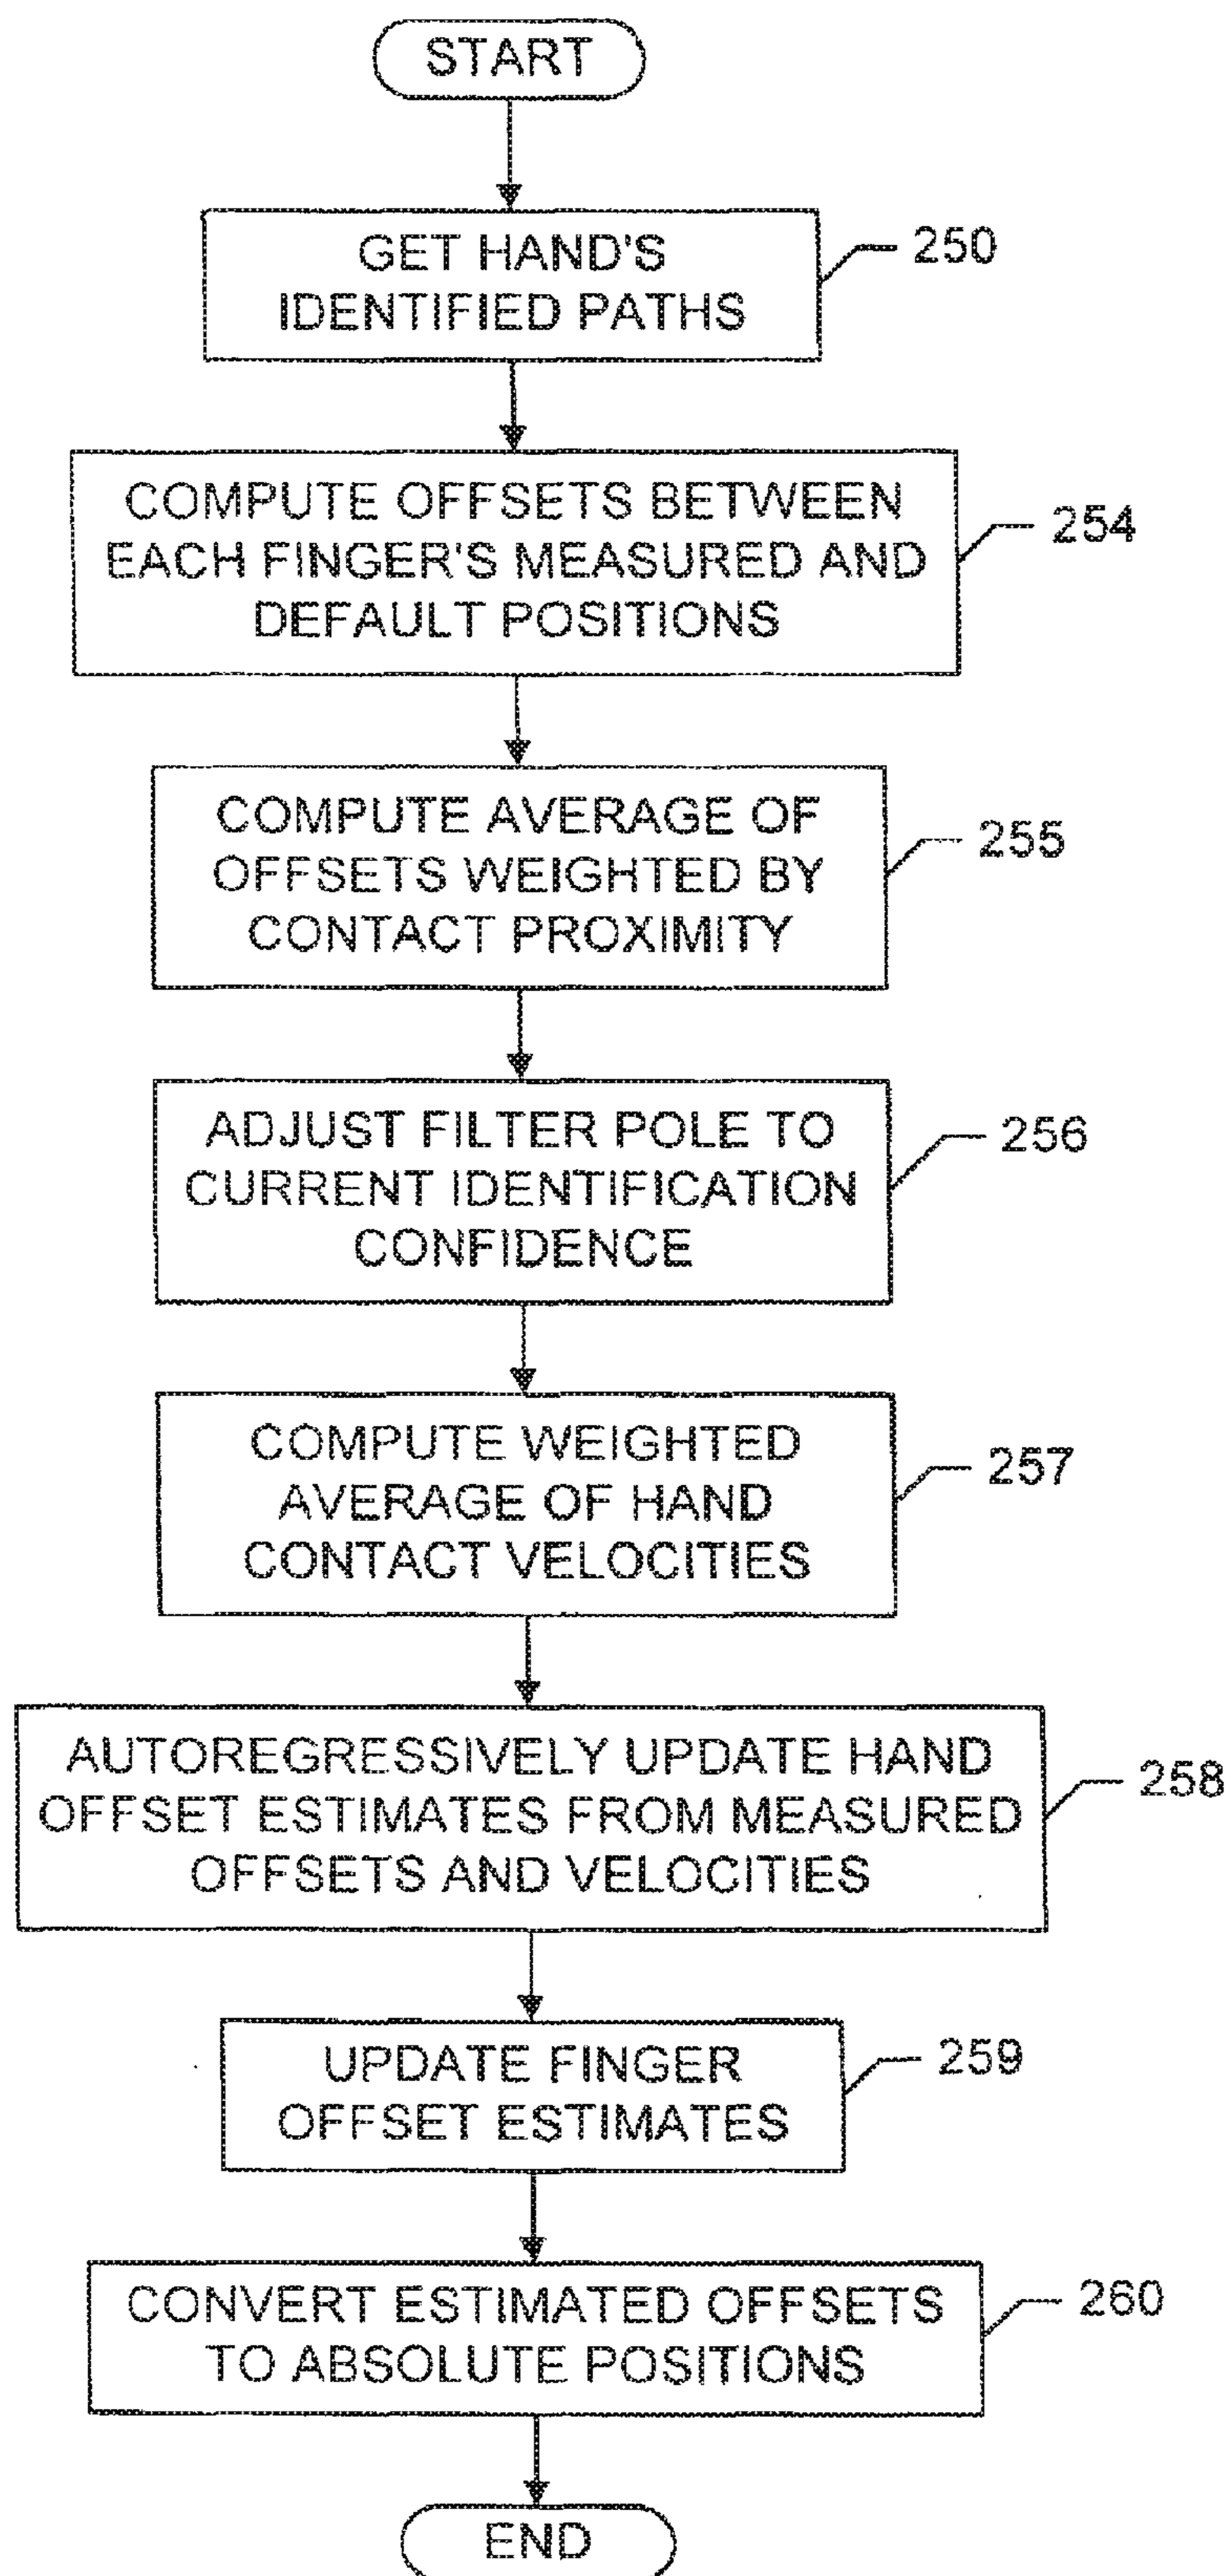 START
GET HAND'S
IDENTIFIED PATHS
250
COMPUTE OFFSETS BETWEEN
EACH FINGER'S MEASURED AND
DEFAULT POSITIONS
254
COMPUTE AVERAGE OF
OFFSETS WEIGHTED BY
CONTACT PROXIMITY
255
ADJUST FILTER POLE TO
CURRENT IDENTIFICATION
CONFIDENCE
256
COMPUTE WEIGHTED
AVERAGE OF HAND
CONTACT VELOCITIES
257
AUTOREGRESSIVELY UPDATE HAND
OFFSET ESTIMATES FROM MEASURED
OFFSETS AND VELOCITIES
258
UPDATE FINGER
OFFSET ESTIMATES
259
CONVERT ESTIMATED OFFSETS
TO ABSOLUTE POSITIONS
260
END